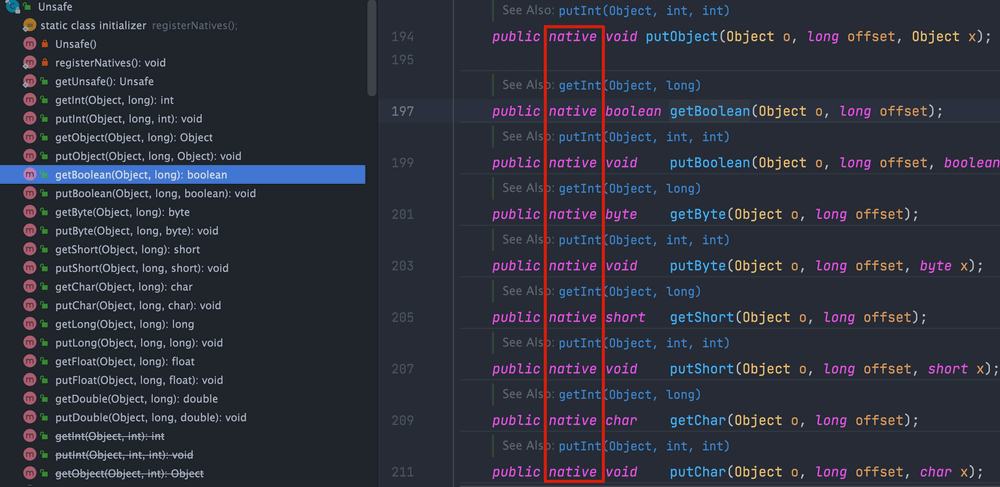 Unsafe
static class initializer registerNatives();
Unsafe()
registerNatives(): void
getUnsafe(): Unsafe
getInt(Object, long): int
putInt(Object, long, int): void
getObject(Object, long): Object
putObject(Object, long, Object): void
getBoolean(Object, long): boolean
putBoolean(Object, long, boolean): void
getByte(Object, long): byte
putByte(Object, long, byte): void
getShort(Object, long): short
putShort(Object, long, short): void
getChar(Object, long): char
putChar(Object, long, char): void
getLong(Object, long): long
putLong(Object, long, long): void
getFloat(Object, long): float
putFloat(Object, long, float): void
getDouble(Object, long): double
putDouble(Object, long, double): void
getInt(Object, int): int
putInt(Object, int, int): void
getObject(Object, int): Object
See Also: putInt(Object, int, int)
194 public native void putObject(Object o, long offset, Object x);
195
See Also: getInt(Object, long)
197 public native boolean getBoolean(Object o, long offset);
See Also: putInt(Object, int, int)
199 public native void putBoolean(Object o, long offset, boolean
See Also: getInt(Object, long)
201 public native byte getByte(Object o, long offset);
See Also: putInt(Object, int, int)
203 public native void putByte(Object o, long offset, byte x);
See Also: getInt(Object, long)
205 public native short getShort(Object o, long offset);
See Also: putInt(Object, int, int)
207 public native void putShort(Object o, long offset, short x);
See Also: getInt(Object, long)
209 public native char getChar(Object o, long offset);
See Also: putInt(Object, int, int)
211 public native void putChar(Object o, long offset, char x);